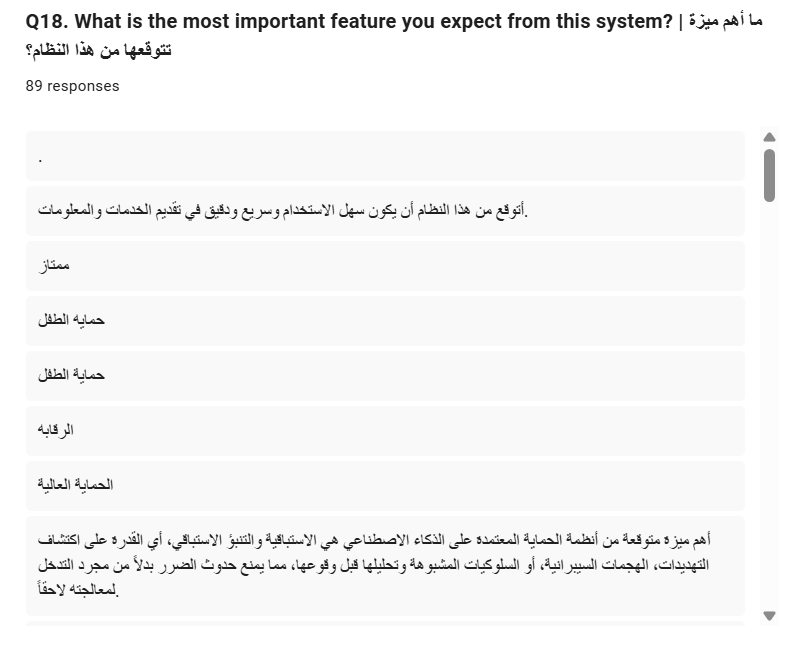 Q18. What is the most important feature you expect from this system? | ما أهم ميزة
تتوقعها من هذا النظام؟
89 responses
.
أتوقع من هذا النظام أن يكون سهل الاستخدام وسريع ودقيق في تقديم الخدمات والمعلومات.
ممتاز
حمايه الطفل
حماية الطفل
الرقابه
الحماية العالية
أهم ميزة متوقعة من أنظمة الحماية المعتمدة على الذكاء الاصطناعي هي الاستباقية والتنبؤ الاستباقي، أي القدرة على اكتشاف
التهديدات، الهجمات السيبرانية، أو السلوكيات المشبوهة وتحليلها قبل وقوعها، مما يمنع حدوث الضرر بدلاً من مجرد التدخل
لمعالجته لاحقاً.